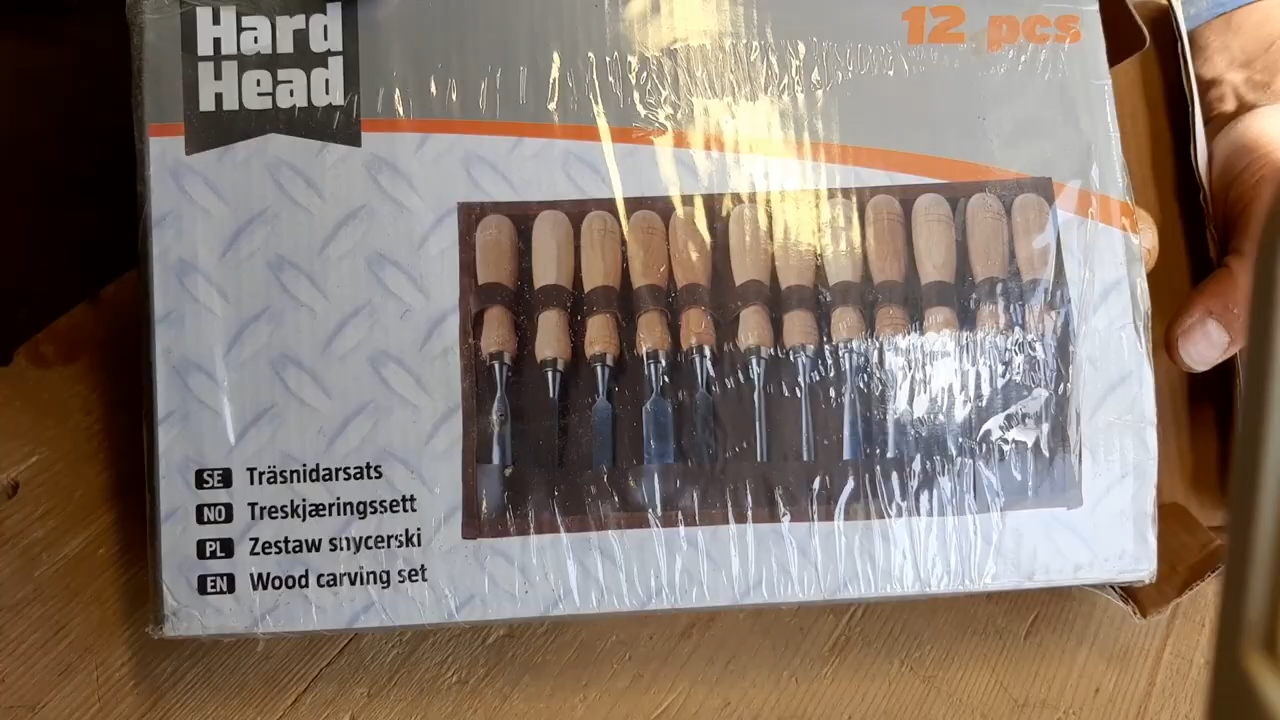 Hard
Head
12 pcs
SE Träsnidarsats
NO Treskjæringssett
PL Zestaw snycerski
EN Wood carving set